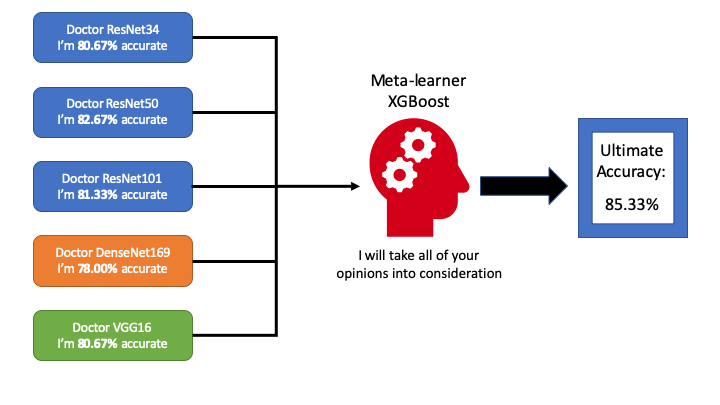 Doctor ResNet34
I'm 80.67% accurate
Doctor ResNet50
I'm 82.67% accurate
Doctor ResNet101
I'm 81.33% accurate
Doctor DenseNet169
I'm 78.00% accurate
Doctor VGG16
I'm 80.67% accurate
Meta-learner
XGBoost
I will take all of your
opinions into consideration
Ultimate
Accuracy:
85.33%